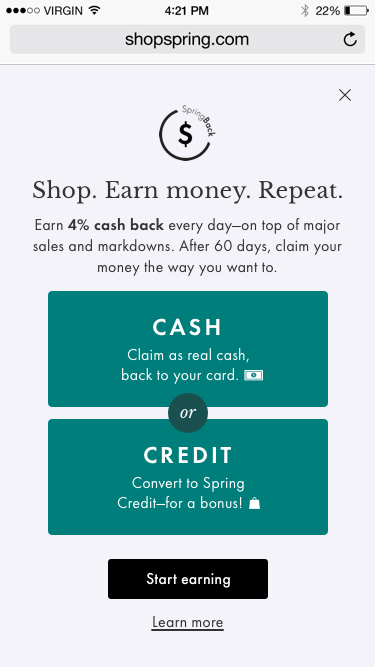 VIRGIN 4:21 PM 22%
shopspring.com
SpringBack
$
Shop. Earn money. Repeat.
Earn 4% cash back every day—on top of major
sales and markdowns. After 60 days, claim your
money the way you want to.
CASH
Claim as real cash,
back to your card.
or
CREDIT
Convert to Spring
Credit—for a bonus!
Start earning
Learn more